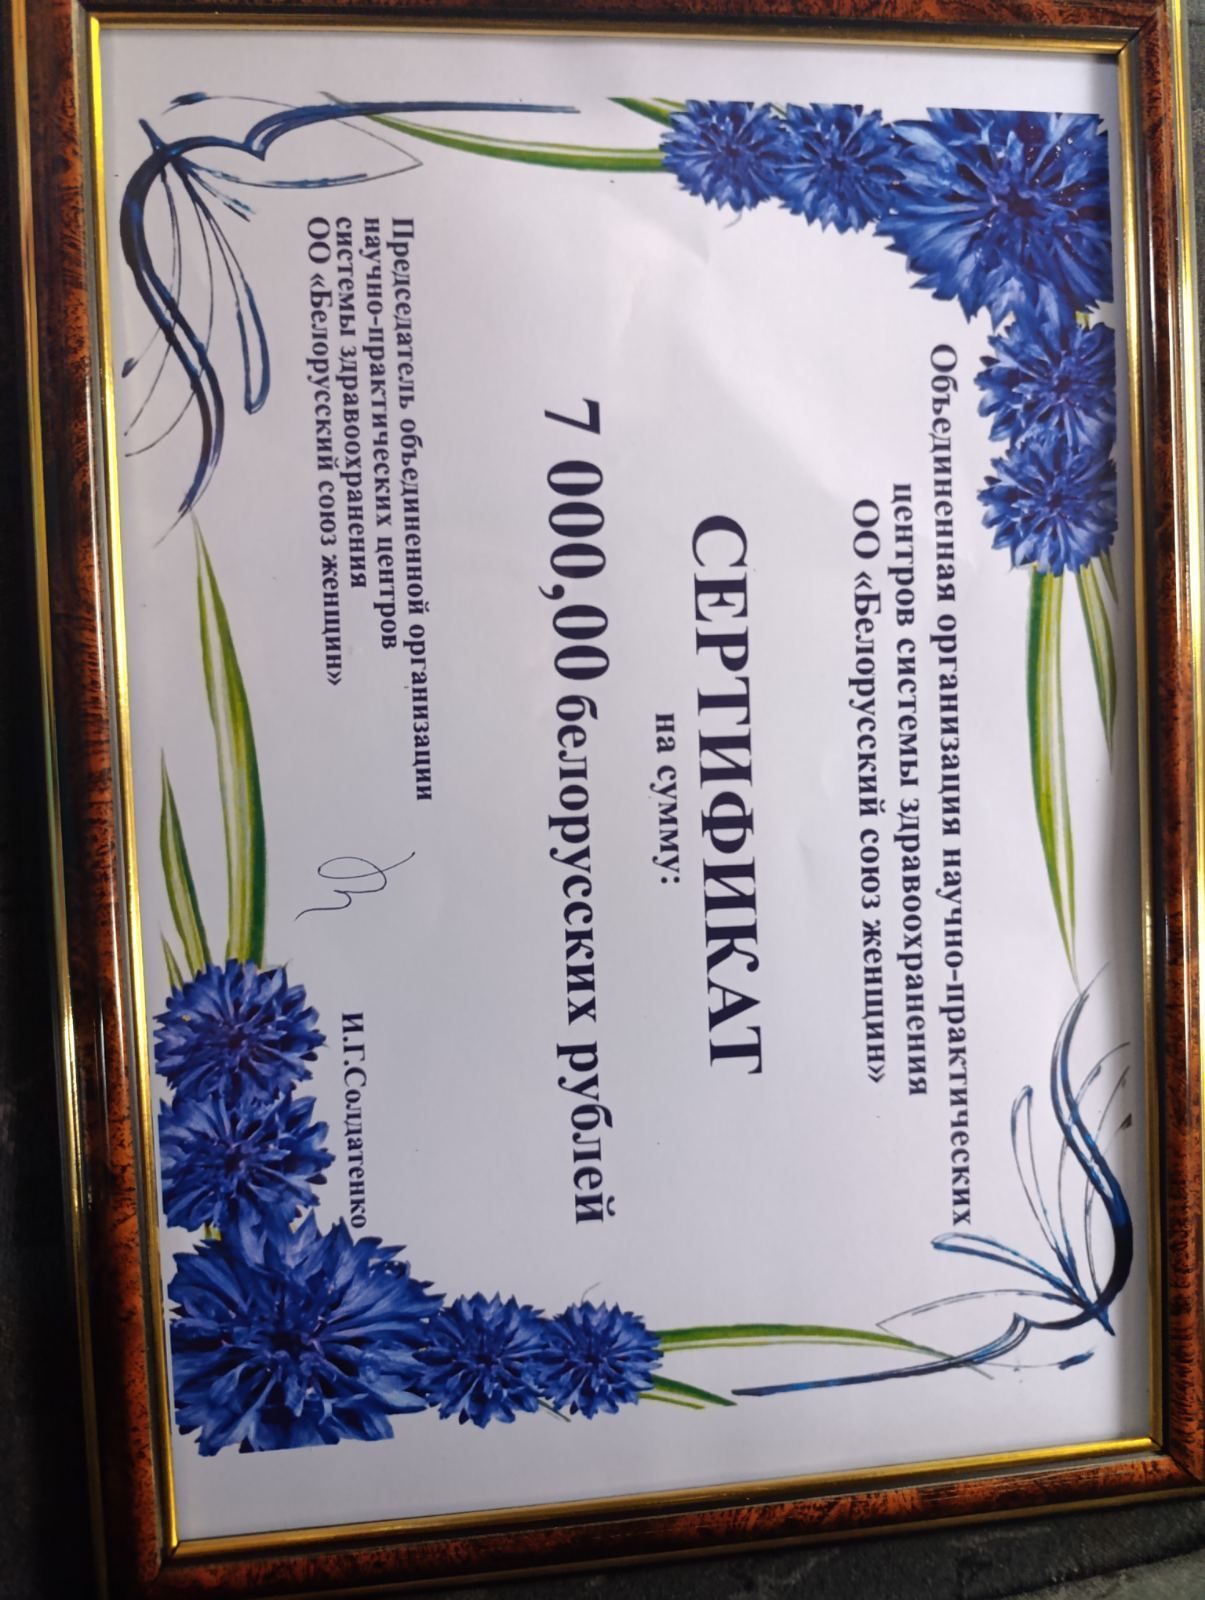 Объединенная организация научно-практических
центров системы здравоохранения
ОО «Белорусский союз женщин»
СЕРТИФИКАТ
на сумму:
7 000,00 белорусских рублей
Председатель объединенной организации
научно-практических центров
системы здравоохранения
ОО «Белорусский союз женщин»
И.Г.Солдатенко